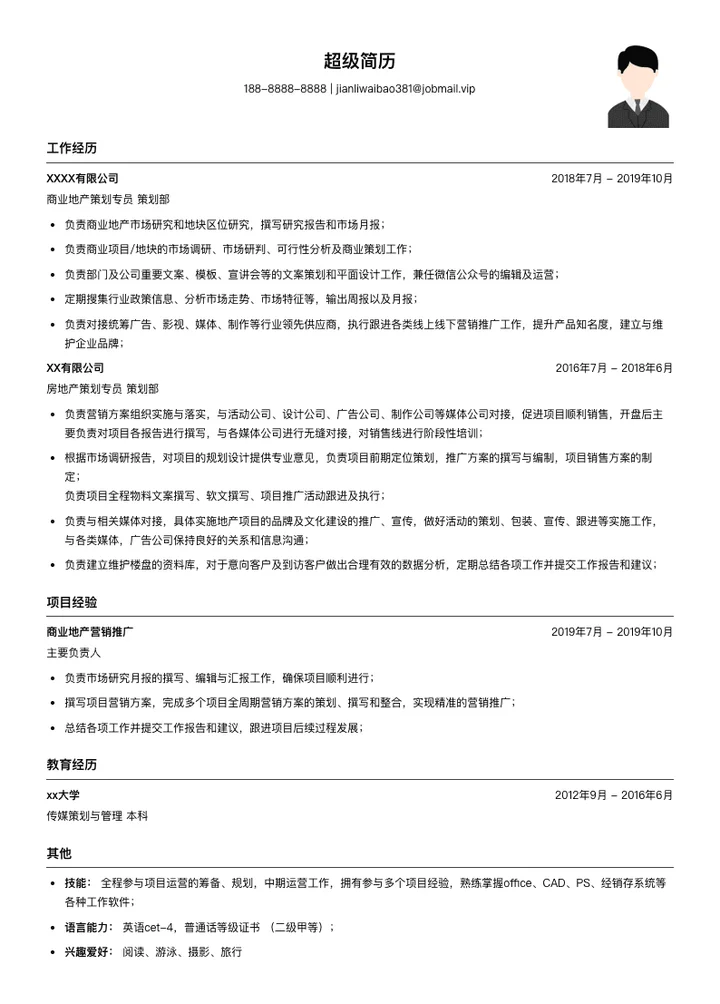 超级简历
188-8888-8888 | jianliwaibao381@jobmail.vip
工作经历
XXXX有限公司 2018年7月 – 2019年10月
商业地产策划专员 策划部
• 负责商业地产市场研究和地块区位研究，撰写研究报告和市场月报；
• 负责商业项目/地块的市场调研、市场研判、可行性分析及商业策划工作；
• 负责部门及公司重要文案、模板、宣讲会等的文案策划和平面设计工作，兼任微信公众号的编辑及运营；
• 定期搜集行业政策信息、分析市场走势、市场特征等，输出周报以及月报；
• 负责对接统筹广告、影视、媒体、制作等行业领先供应商，执行跟进各类线上线下营销推广工作，提升产品知名度，建立与维
护企业品牌；
XX有限公司 2016年7月 – 2018年6月
房地产策划专员 策划部
• 负责营销方案组织实施与落实，与活动公司、设计公司、广告公司、制作公司等媒体公司对接，促进项目顺利销售，开盘后主
要负责对项目各报告进行撰写，与各媒体公司进行无缝对接，对销售线进行阶段性培训；
• 根据市场调研报告，对项目的规划设计提供专业意见，负责项目前期定位策划，推广方案的撰写与编制，项目销售方案的制
定；
负责项目全程物料文案撰写、软文撰写、项目推广活动跟进及执行；
• 负责与相关媒体对接，具体实施地产项目的品牌及文化建设的推广、宣传，做好活动的策划、包装、宣传、跟进等实施工作，
与各类媒体，广告公司保持良好的关系和信息沟通；
• 负责建立维护楼盘的资料库，对于意向客户及到访客户做出合理有效的数据分析，定期总结各项工作并提交工作报告和建议；
项目经验
商业地产营销推广 2019年7月 – 2019年10月
主要负责人
• 负责市场研究月报的撰写、编辑与汇报工作，确保项目顺利进行；
• 撰写项目营销方案，完成多个项目全周期营销方案的策划、撰写和整合，实现精准的营销推广；
• 总结各项工作并提交工作报告和建议，跟进项目后续过程发展；
教育经历
xx大学 2012年9月 – 2016年6月
传媒策划与管理 本科
其他
• 技能： 全程参与项目运营的筹备、规划，中期运营工作，拥有参与多个项目经验，熟练掌握office、CAD、PS、经销存系统等
各种工作软件；
• 语言能力： 英语cet-4，普通话等级证书 （二级甲等）；
• 兴趣爱好： 阅读、游泳、摄影、旅行